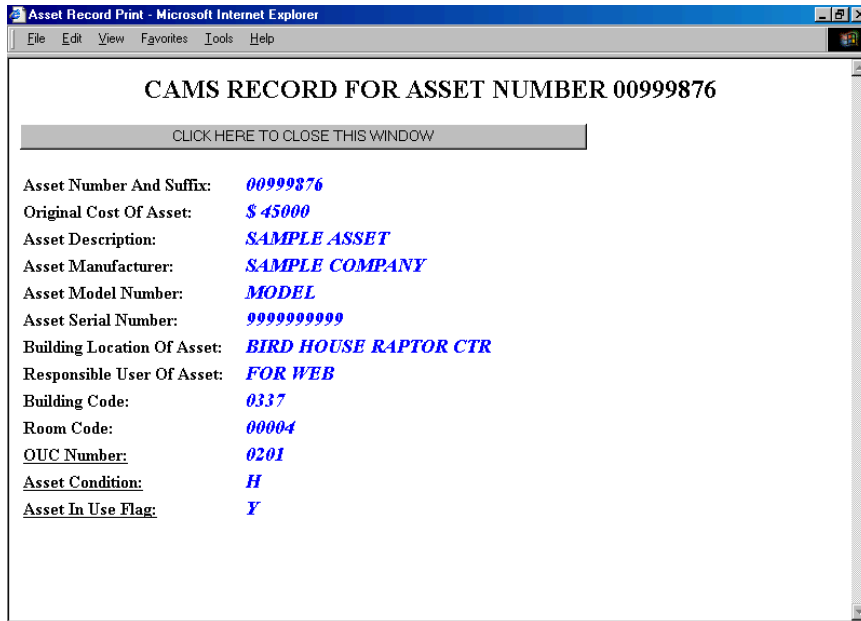 Asset Record Print - Microsoft Internet Explorer
File Edit View Favorites Tools Help
CAMS RECORD FOR ASSET NUMBER 00999876
CLICK HERE TO CLOSE THIS WINDOW
Asset Number And Suffix: 00999876
Original Cost Of Asset: $ 45000
Asset Description: SAMPLE ASSET
Asset Manufacturer: SAMPLE COMPANY
Asset Model Number: MODEL
Asset Serial Number: 9999999999
Building Location Of Asset: BIRD HOUSE RAPTOR CTR
Responsible User Of Asset: FOR WEB
Building Code: 0337
Room Code: 00004
OUC Number: 0201
Asset Condition: H
Asset In Use Flag: Y